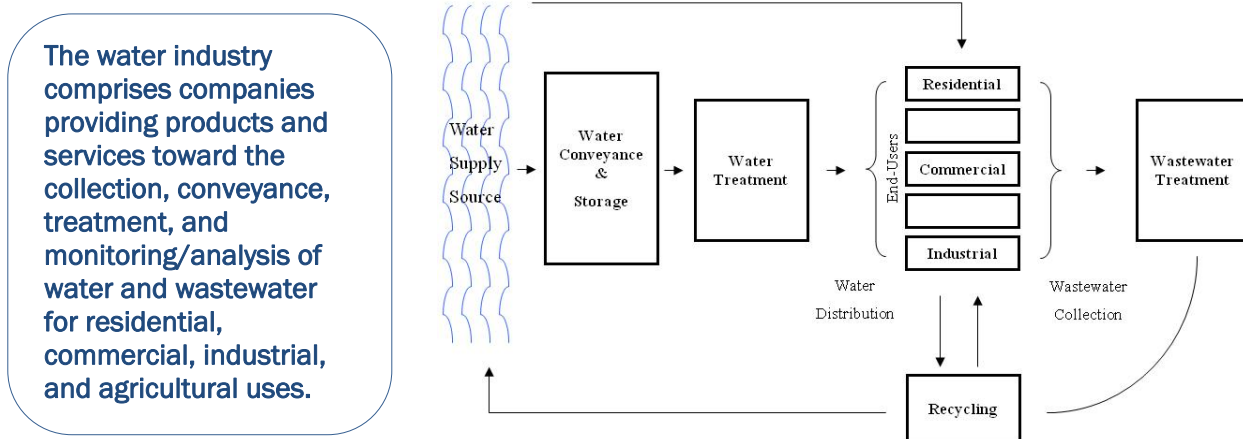 The water industry
comprises companies
providing products and
services toward the
collection, conveyance,
treatment, and
monitoring/analysis of
water and wastewater
for residential,
commercial, industrial,
and agricultural uses.
Water
Supply
Source
Water
Conveyance
&
Storage
Water
Treatment
End-Users
Residential
Commercial
Industrial
Water
Distribution
Wastewater
Collection
Wastewater
Treatment
Recycling